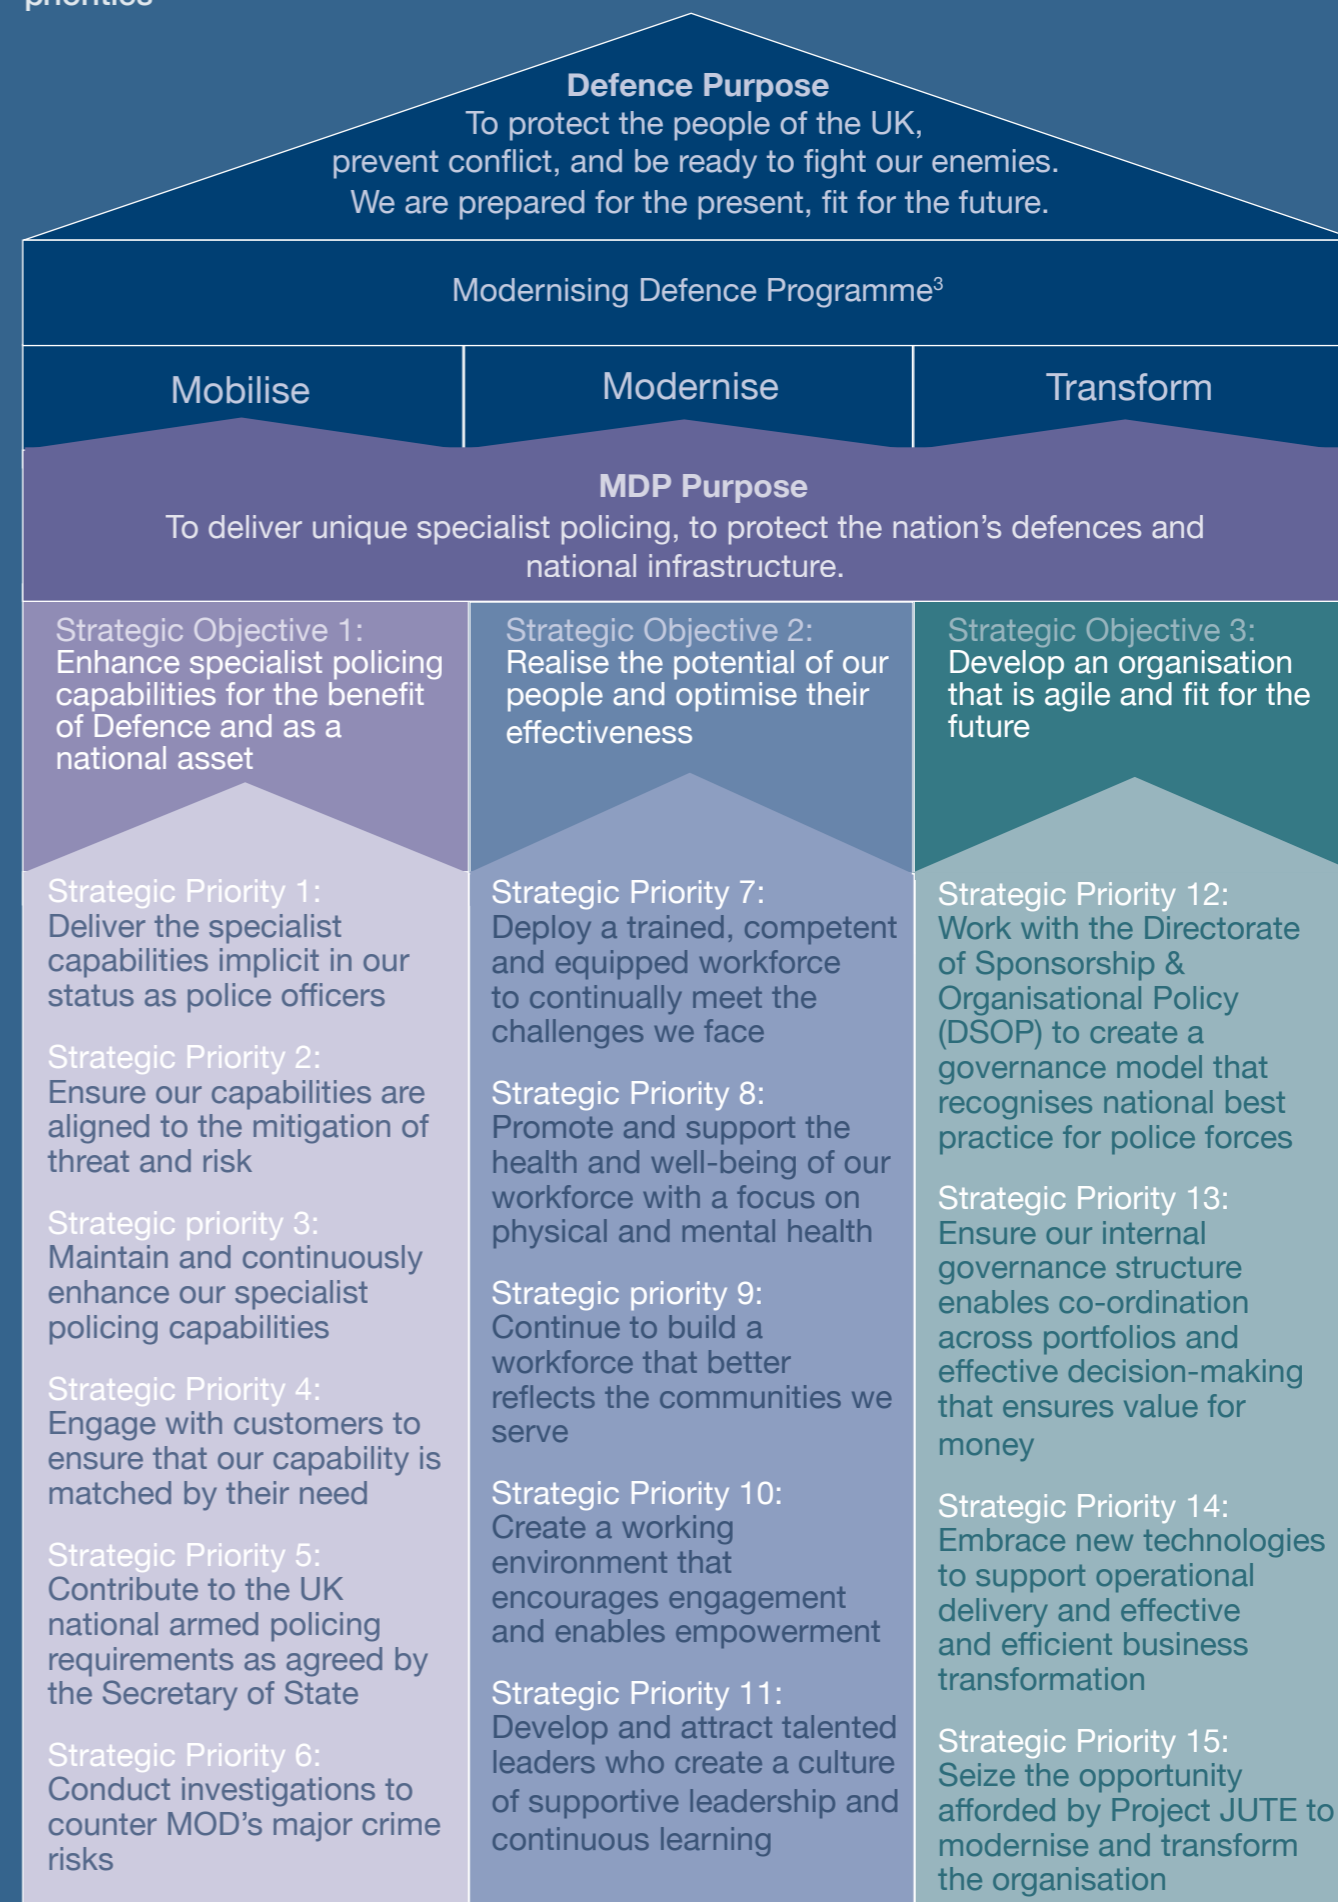 priorities
Defence Purpose
To protect the people of the UK,
prevent conflict, and be ready to fight our enemies.
We are prepared for the present, fit for the future.
Modernising Defence Programme³
Mobilise
Modernise
Transform
MDP Purpose
To deliver unique specialist policing, to protect the nation’s defences and
national infrastructure.
Strategic Objective 1:
Enhance specialist policing
capabilities for the benefit
of Defence and as a
national asset
Strategic Priority 1:
Deliver the specialist
capabilities implicit in our
status as police officers
Strategic Priority 2:
Ensure our capabilities are
aligned to the mitigation of
threat and risk
Strategic priority 3:
Maintain and continuously
enhance our specialist
policing capabilities
Strategic Priority 4:
Engage with customers to
ensure that our capability is
matched by their need
Strategic Priority 5:
Contribute to the UK
national armed policing
requirements as agreed by
the Secretary of State
Strategic Priority 6:
Conduct investigations to
counter MOD’s major crime
risks
Strategic Objective 2:
Realise the potential of our
people and optimise their
effectiveness
Strategic Priority 7:
Deploy a trained, competent
and equipped workforce
to continually meet the
challenges we face
Strategic Priority 8:
Promote and support the
health and well-being of our
workforce with a focus on
physical and mental health
Strategic priority 9:
Continue to build a
workforce that better
reflects the communities we
serve
Strategic Priority 10:
Create a working
environment that
encourages engagement
and enables empowerment
Strategic Priority 11:
Develop and attract talented
leaders who create a culture
of supportive leadership and
continuous learning
Strategic Objective 3:
Develop an organisation
that is agile and fit for the
future
Strategic Priority 12:
Work with the Directorate
of Sponsorship &
Organisational Policy
(DSOP) to create a
governance model that
recognises national best
practice for police forces
Strategic Priority 13:
Ensure our internal
governance structure
enables co-ordination
across portfolios and
effective decision-making
that ensures value for
money
Strategic Priority 14:
Embrace new technologies
to support operational
delivery and effective
and efficient business
transformation
Strategic Priority 15:
Seize the opportunity
afforded by Project JUTE to
modernise and transform
the organisation